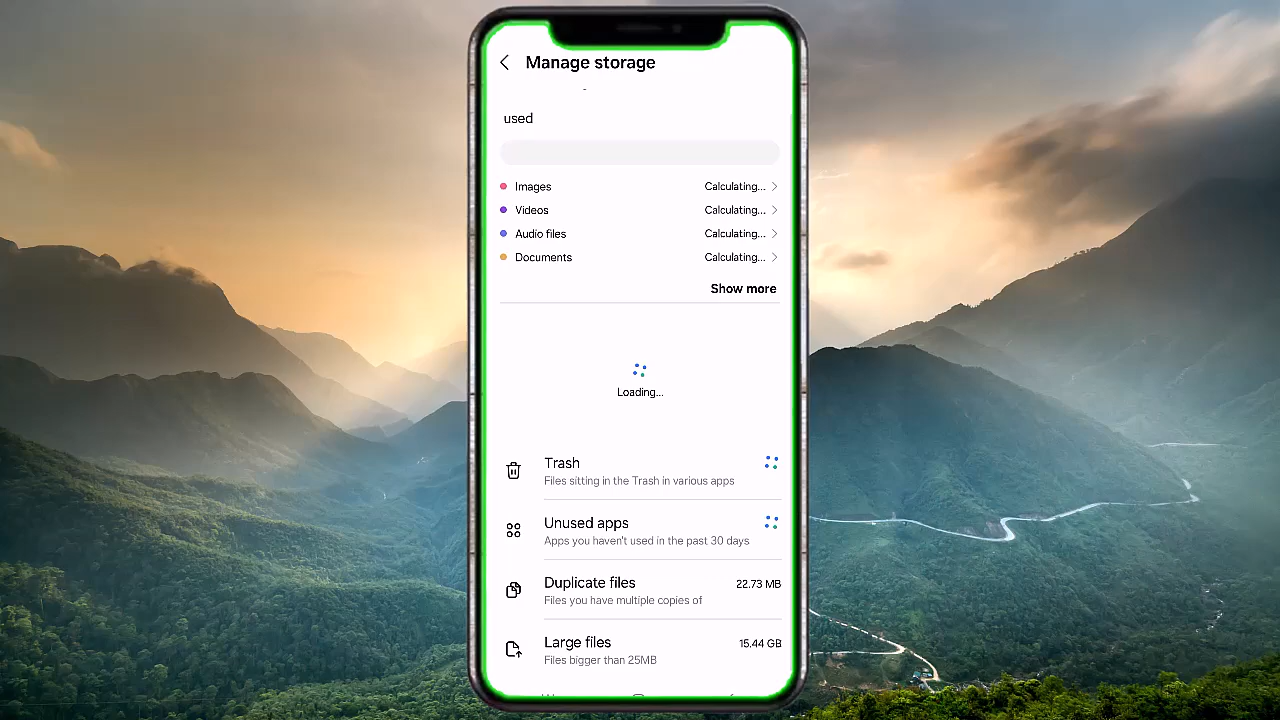 Manage storage
used
Images Calculating...
Videos Calculating...
Audio files Calculating...
Documents Calculating...
Show more
Loading...
Trash
Files sitting in the Trash in various apps
Unused apps
Apps you haven't used in the past 30 days
Duplicate files 22.73 MB
Files you have multiple copies of
Large files 15.44 GB
Files bigger than 25MB